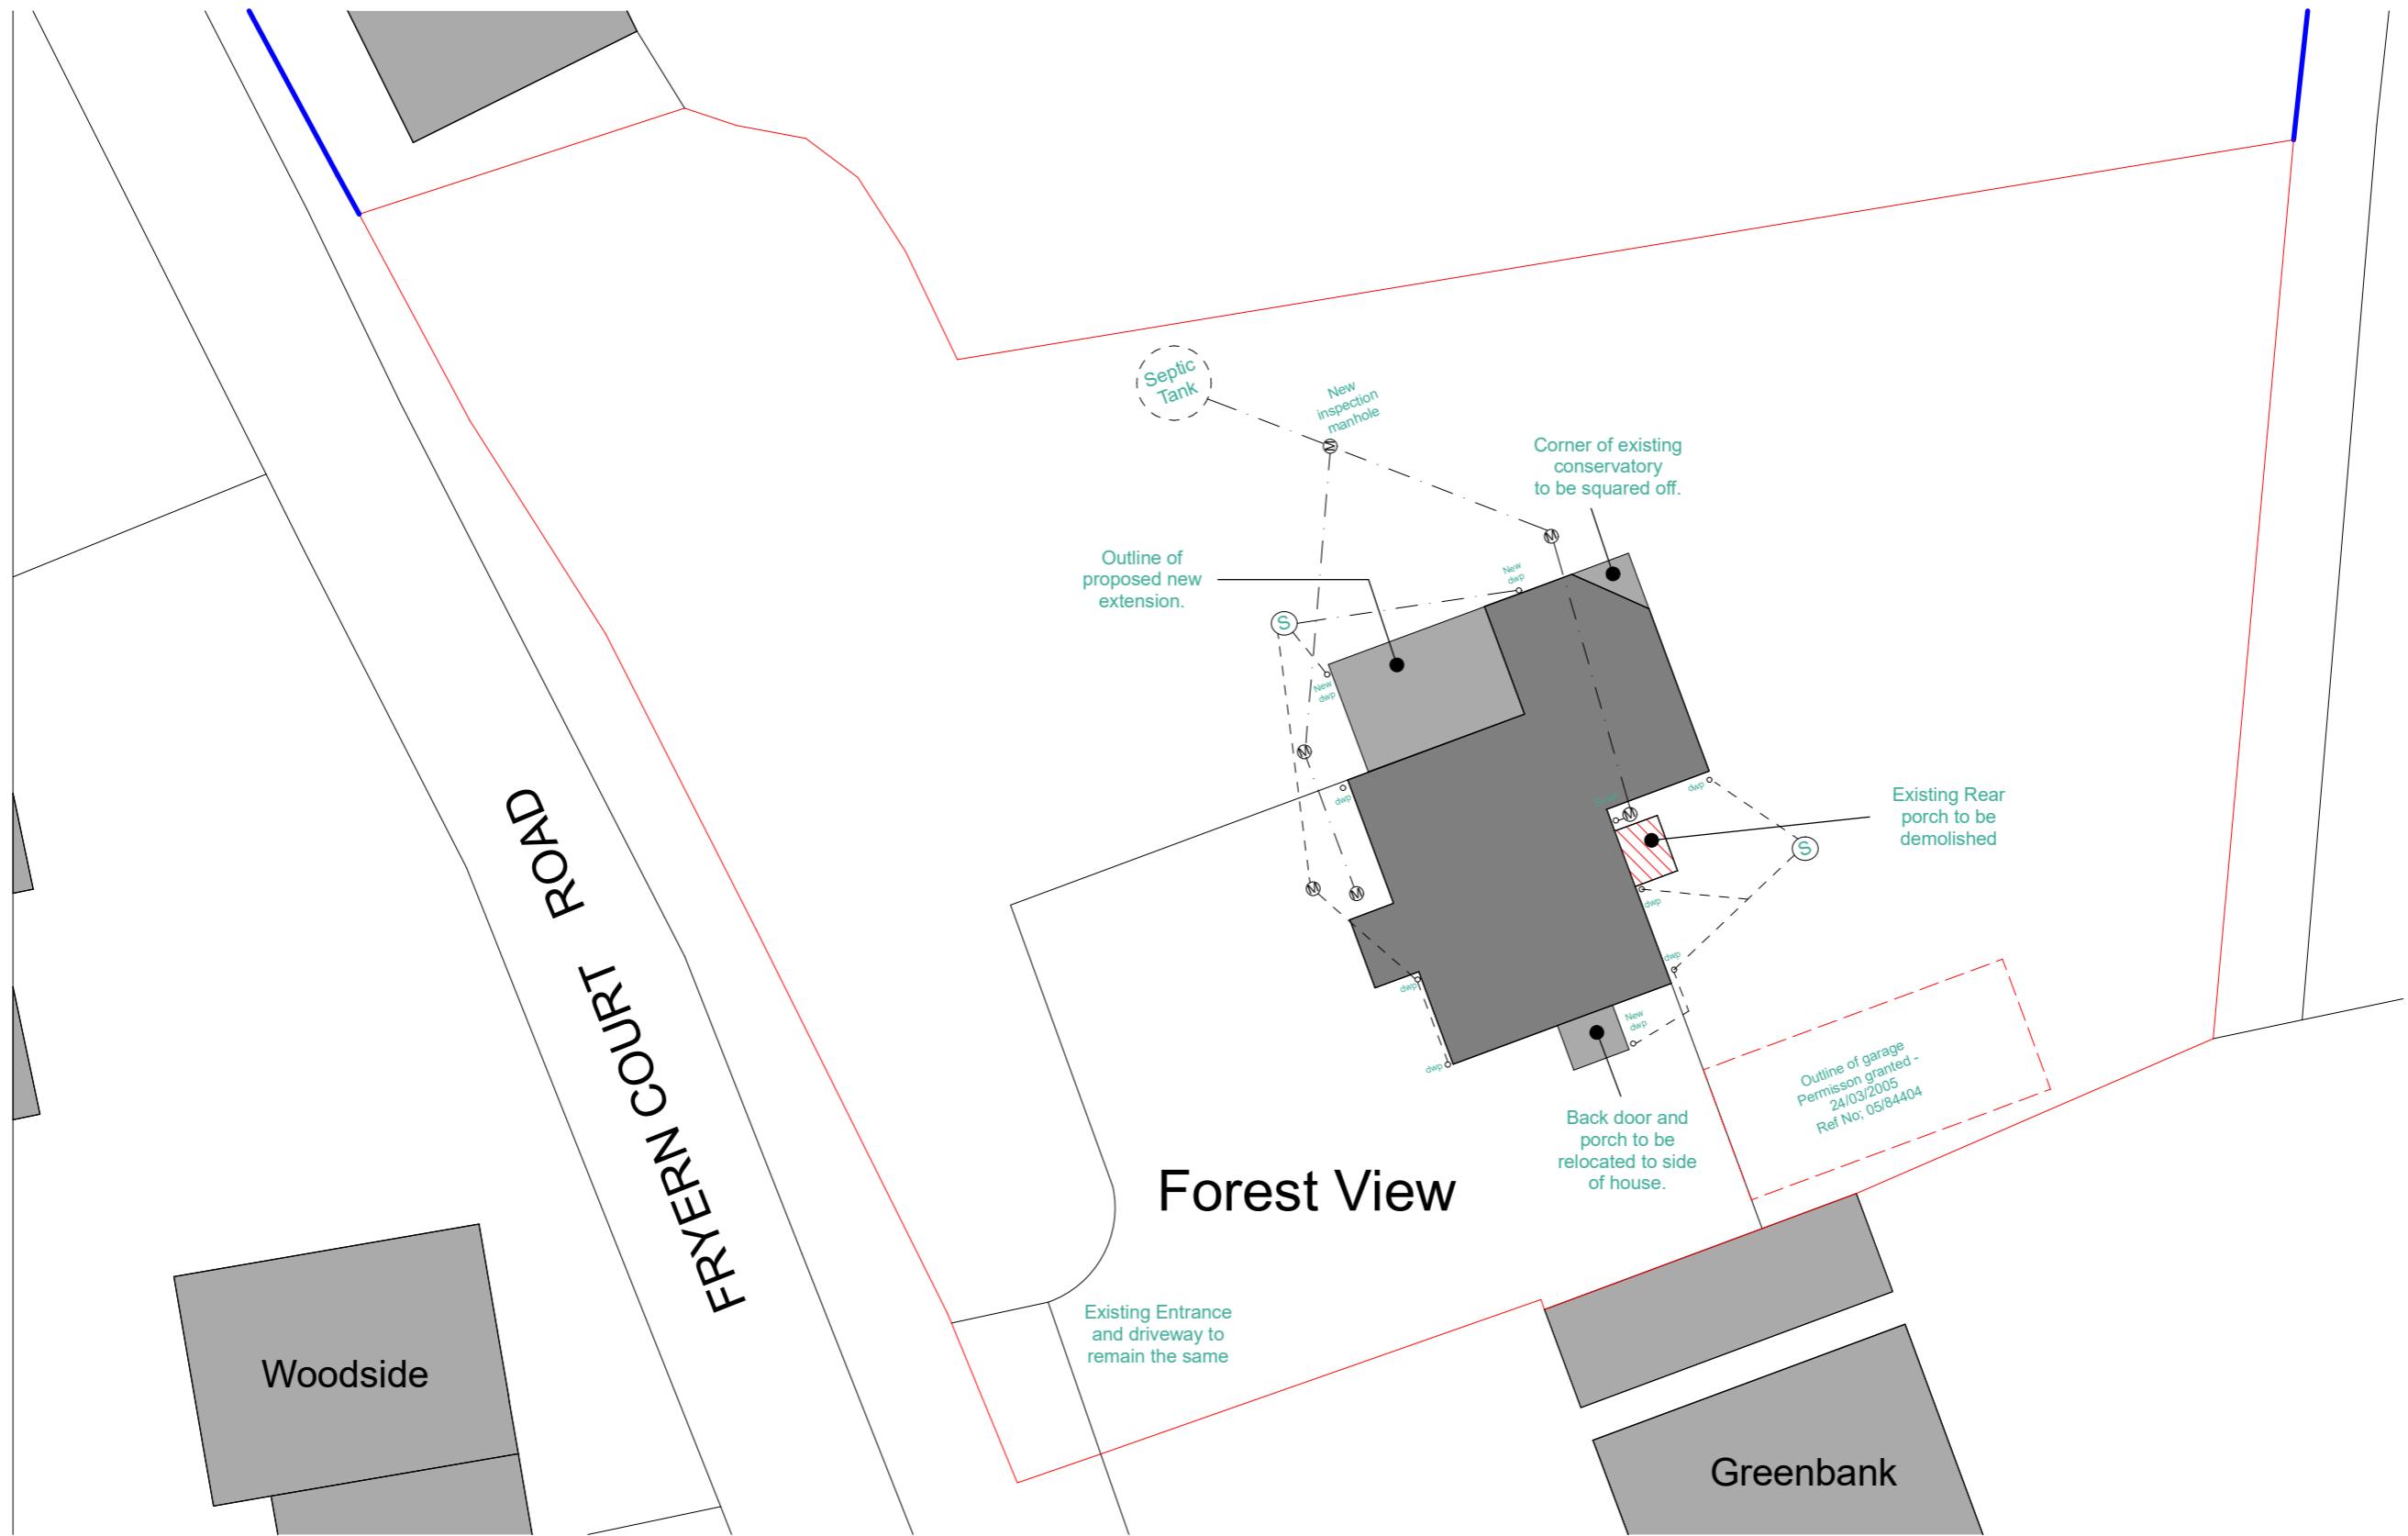 Septic
Tank
New
inspection
manhole
M
Corner of existing
conservatory
to be squared off.
M
Outline of
proposed new
extension.
New
dwp
S
New
dwp
M
dwp
dwp
Existing Rear
porch to be
demolished
M
S
M
M
dwp
dwp
dwp
New
dwp
dwp
FRYERN COURT ROAD
Outline of garage
Permisson granted -
24/03/2005
Ref No; 05/84404
Back door and
porch to be
relocated to side
of house.
Forest View
Existing Entrance
and driveway to
remain the same
Woodside
Greenbank